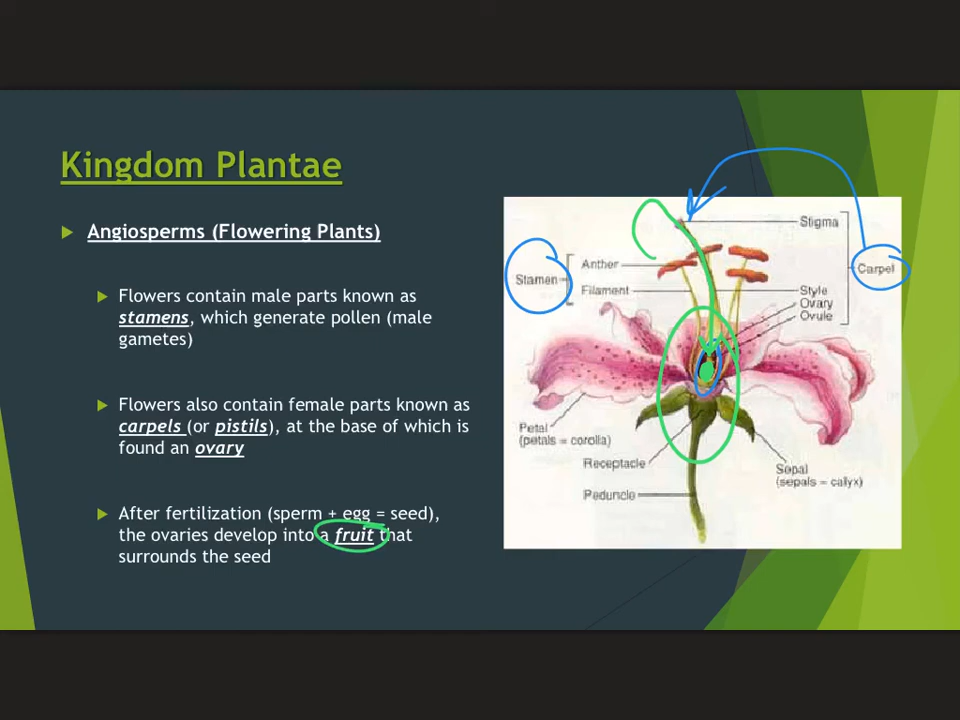 Kingdom Plantae
Angiosperms (Flowering Plants)
Flowers contain male parts known as
stamens, which generate pollen (male
gametes)
Flowers also contain female parts known as
carpels (or pistils), at the base of which is
found an ovary
After fertilization (sperm + egg = seed),
the ovaries develop into a fruit that
surrounds the seed
Stigma
Anther
Stamen
Carpel
Filament
Style
Ovary
Ovule
Petal
(petals = corolla)
Receptacle
Sepal
(sepals = calyx)
Peduncle